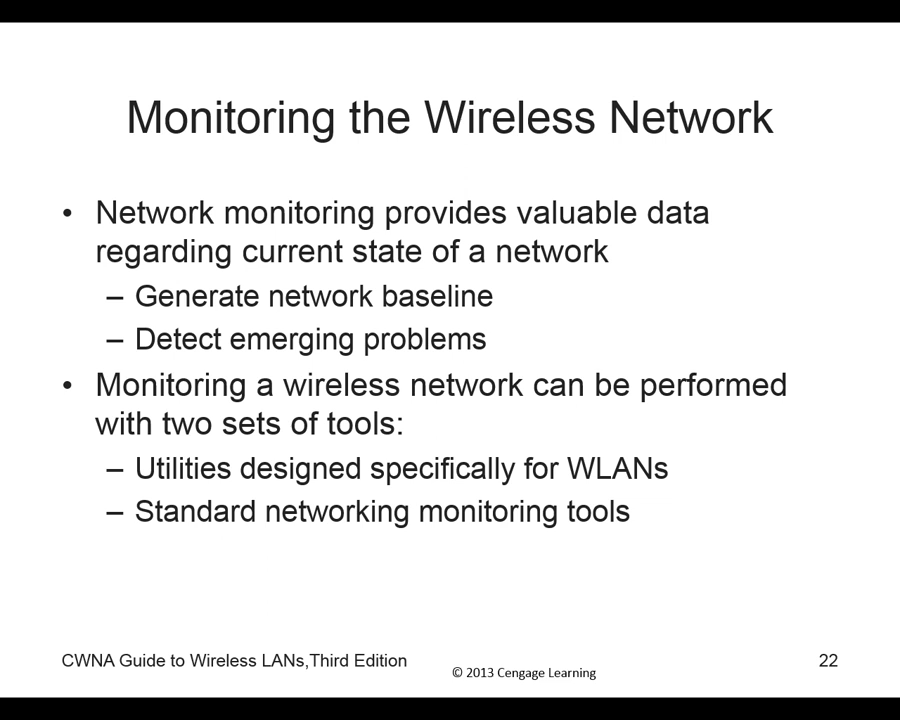 Monitoring the Wireless Network
• Network monitoring provides valuable data
regarding current state of a network
– Generate network baseline
– Detect emerging problems
• Monitoring a wireless network can be performed
with two sets of tools:
– Utilities designed specifically for WLANs
– Standard networking monitoring tools
CWNA Guide to Wireless LANs,Third Edition
© 2013 Cengage Learning
22